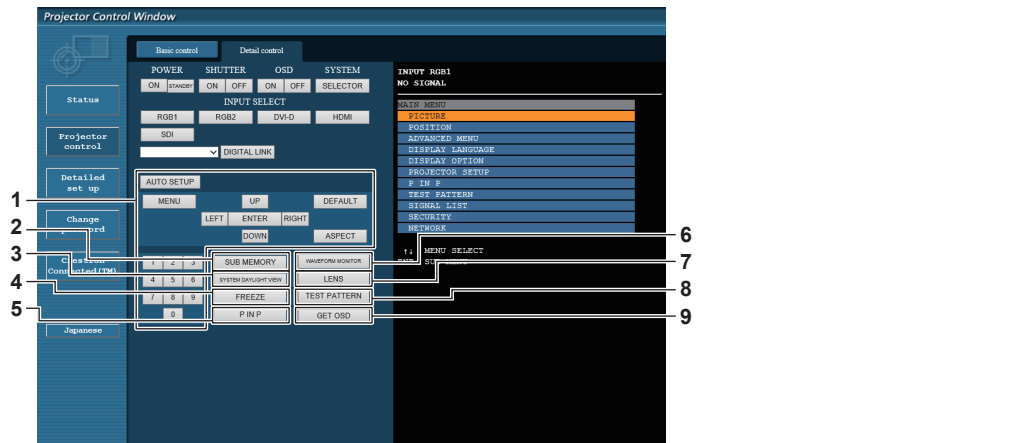 Projector Control Window
Basic control
Detail control
POWER SHUTTER OSD SYSTEM
ON STANDBY ON OFF ON OFF SELECTOR
INPUT SELECT
RGB1 RGB2 DVI-D HDMI
SDI
DIGITAL LINK
AUTO SETUP
MENU UP DEFAULT
LEFT ENTER RIGHT
DOWN ASPECT
1 2 3 SUB MEMORY WAVEFORM MONITOR
4 5 6 SYSTEM DAYLIGHT VIEW LENS
7 8 9 FREEZE TEST PATTERN
0 P IN P GET OSD
Status
Projector
control
Detailed
set up
Change
Connected(TM)
Japanese
INPUT RGB1
NO SIGNAL
MAIN MENU
PICTURE
POSITION
ADVANCED MENU
DISPLAY LANGUAGE
DISPLAY OPTION
PROJECTOR SETUP
P IN P
TEST PATTERN
SIGNAL LIST
SECURITY
NETWORK
↑↓ MENU SELECT
1
2
3
4
5
6
7
8
9